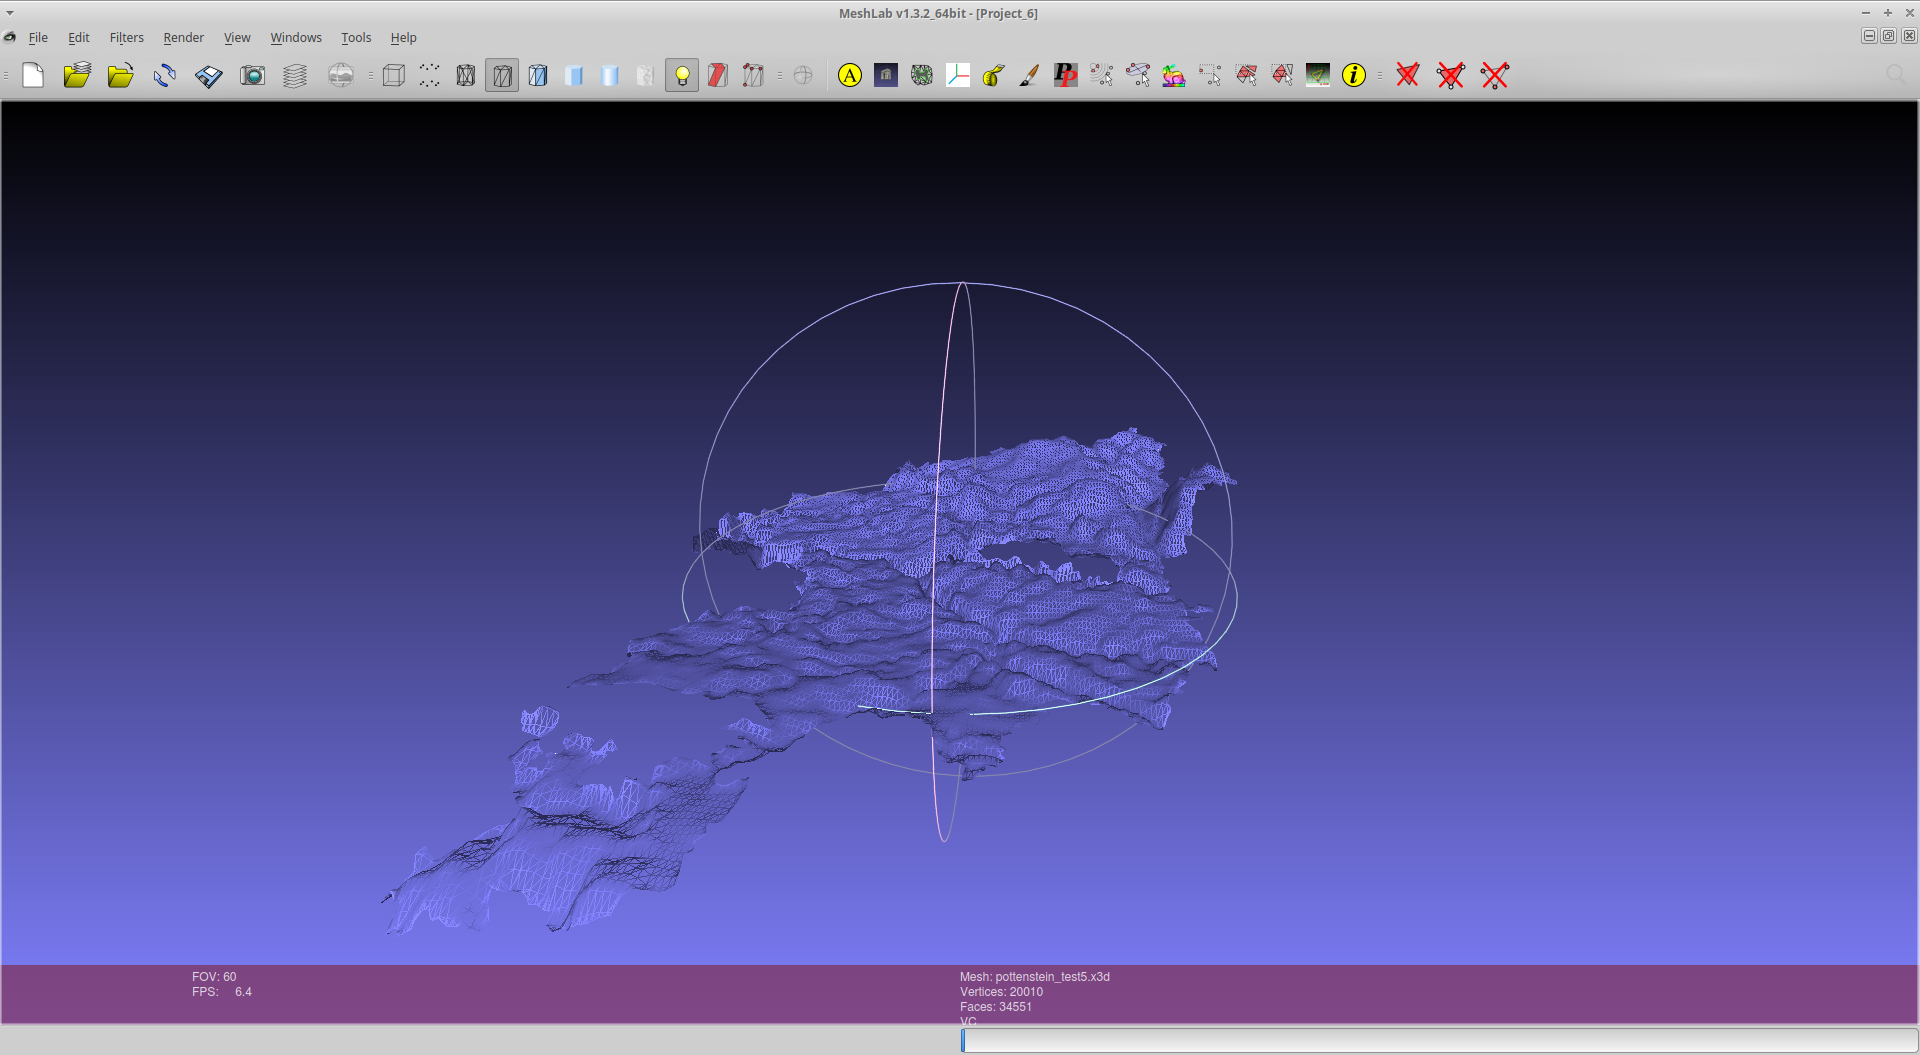 MeshLab v1.3.2_64bit - [Project_6]
File Edit Filters Render View Windows Tools Help
A
PP
i
FOV: 60
FPS: 6.4
Mesh: pottenstein_test5.x3d
Vertices: 20010
Faces: 34551
VC